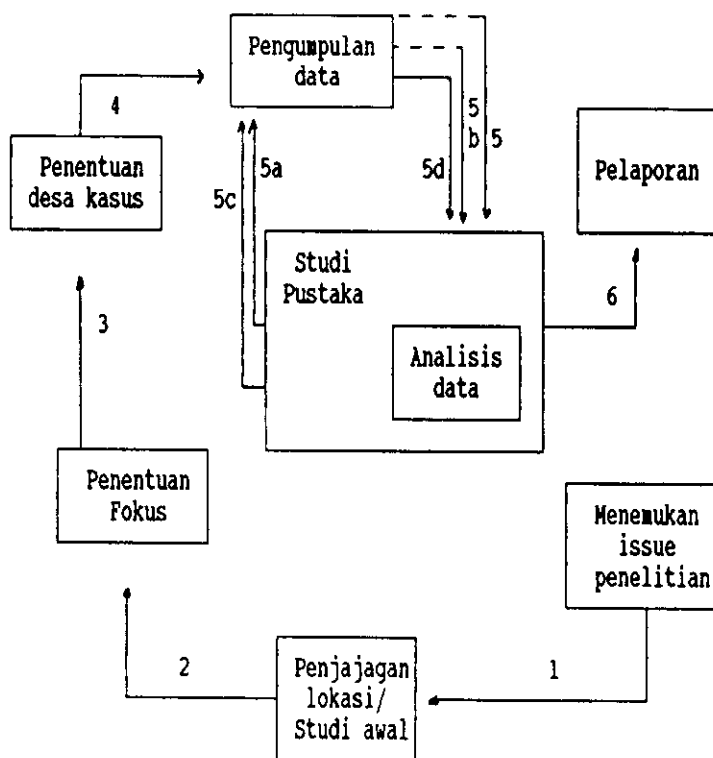 Pengumpulan
data
4
5a
5c
5d
5
b
5
Penentuan
desa kasus
Pelaporan
Studi
Pustaka
6
3
Analisis
data
Penentuan
Fokus
Menemukan
issue
penelitian
2
1
Penjajagan
lokasi/
Studi awal